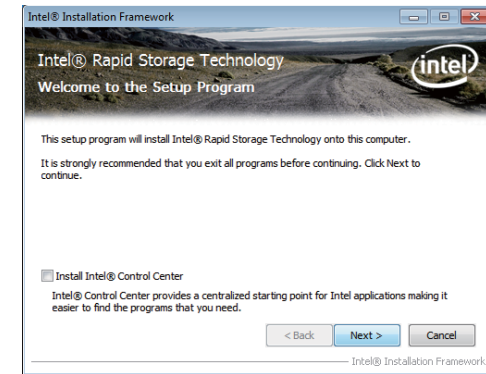 Intel® Installation Framework
Intel® Rapid Storage Technology
Welcome to the Setup Program
intel
This setup program will install Intel® Rapid Storage Technology onto this computer.
It is strongly recommended that you exit all programs before continuing. Click Next to
continue.
Install Intel® Control Center
Intel® Control Center provides a centralized starting point for Intel applications making it
easier to find the programs that you need.
< Back Next > Cancel
Intel® Installation Framework